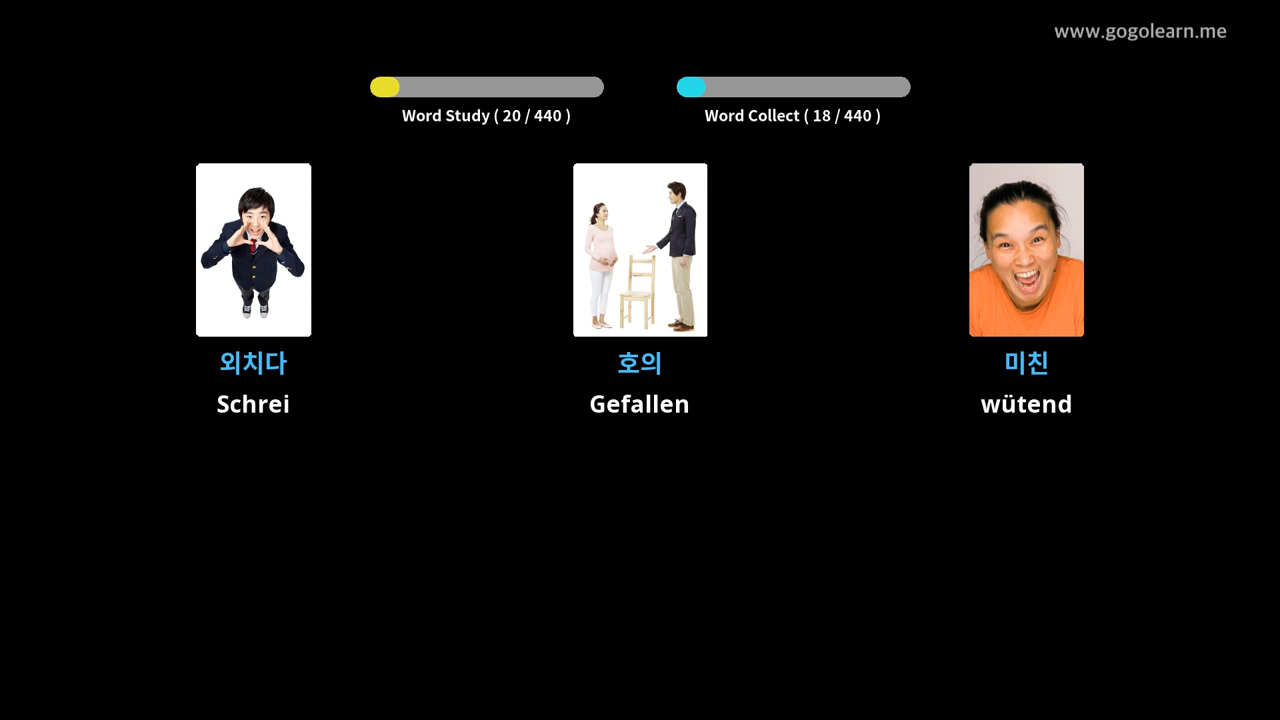 www.gogolearn.me
Word Study ( 20 / 440 )
Word Collect ( 18 / 440 )
외치다
호의
미친
Schrei
Gefallen
wütend